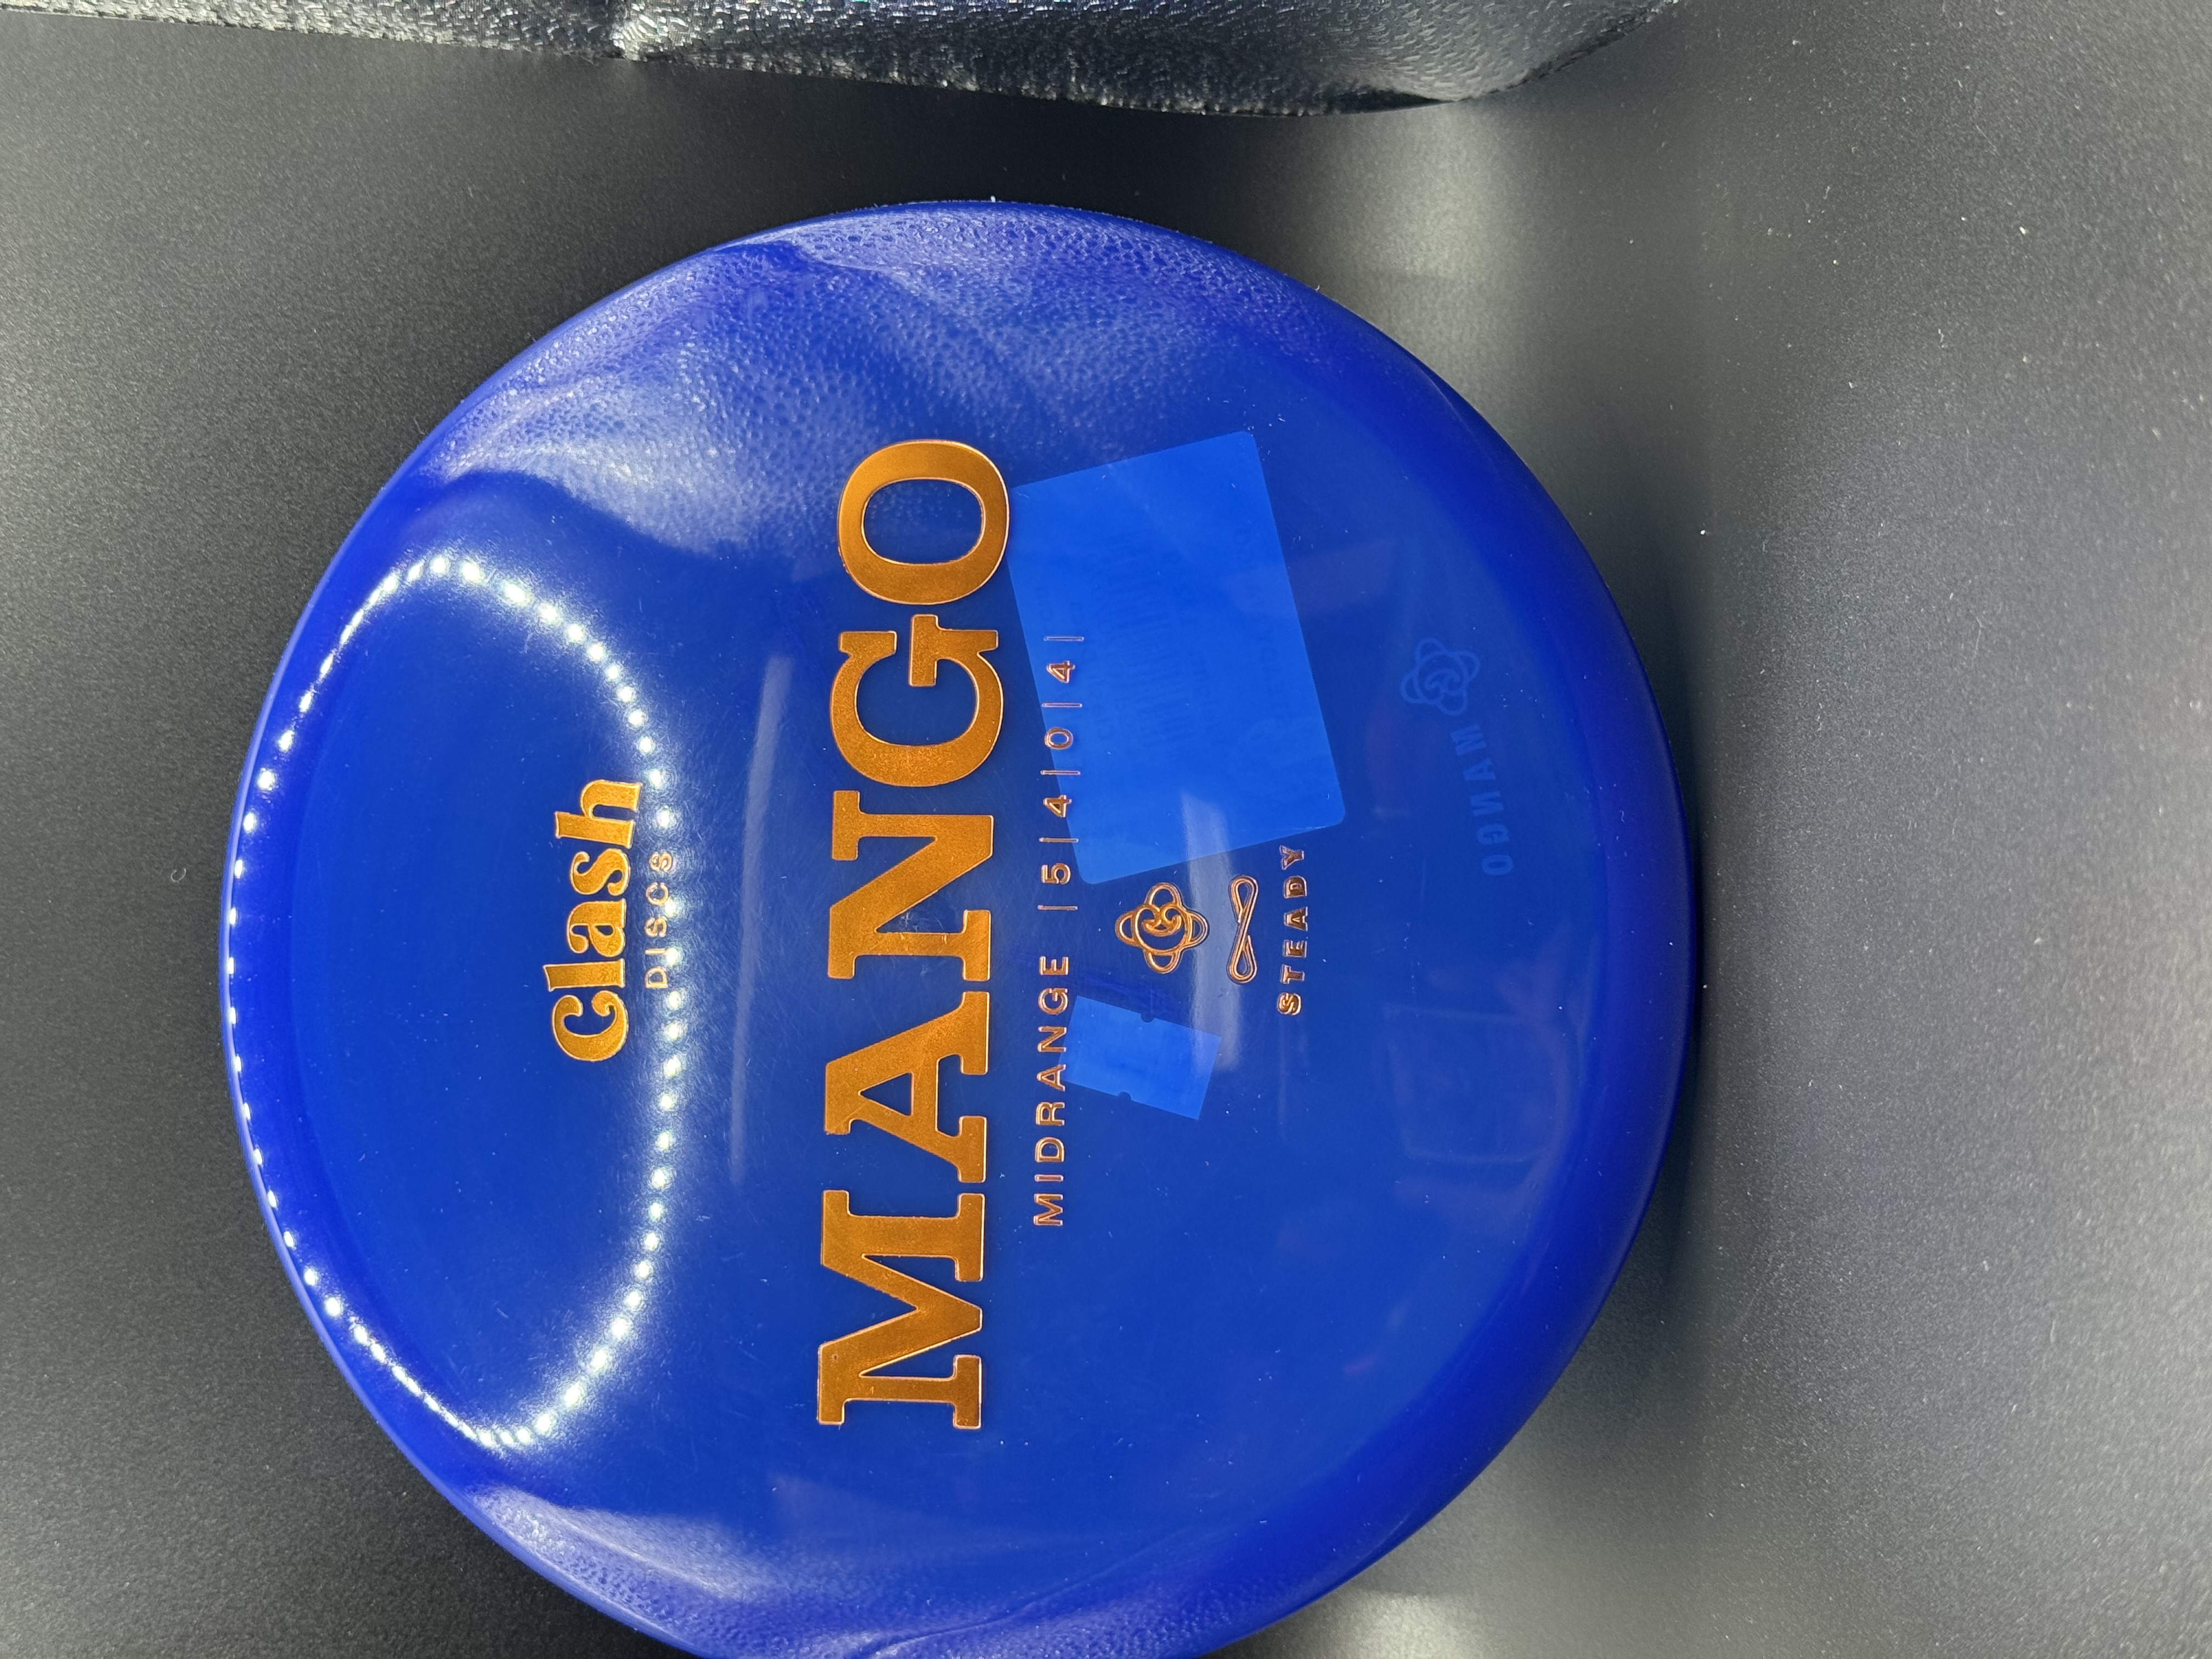 Clash
DISCS
MANGO
MIDRANGE |5|4|0|4|
STEADY
MANGO